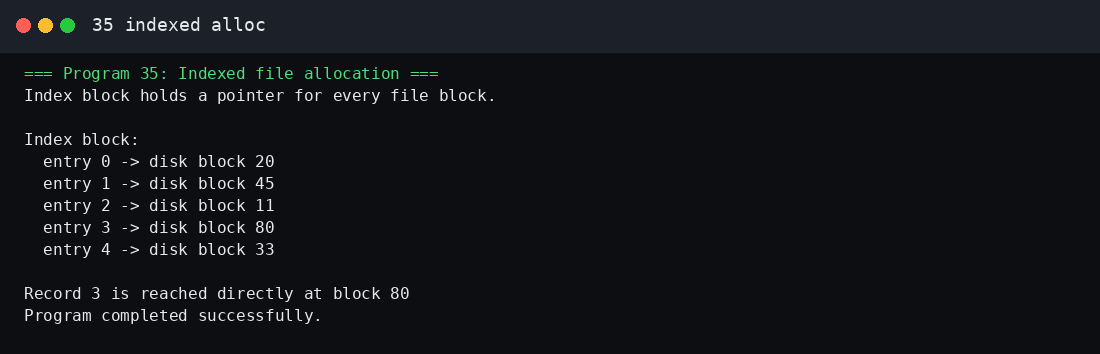 35 indexed alloc
=== Program 35: Indexed file allocation ===
Index block holds a pointer for every file block.
Index block:
entry 0 -> disk block 20
entry 1 -> disk block 45
entry 2 -> disk block 11
entry 3 -> disk block 80
entry 4 -> disk block 33
Record 3 is reached directly at block 80
Program completed successfully.